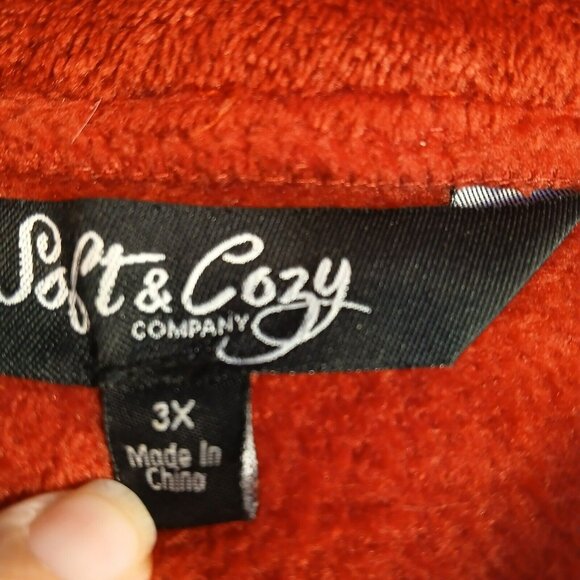 Soft & Cozy
COMPANY
3X
Made In
China